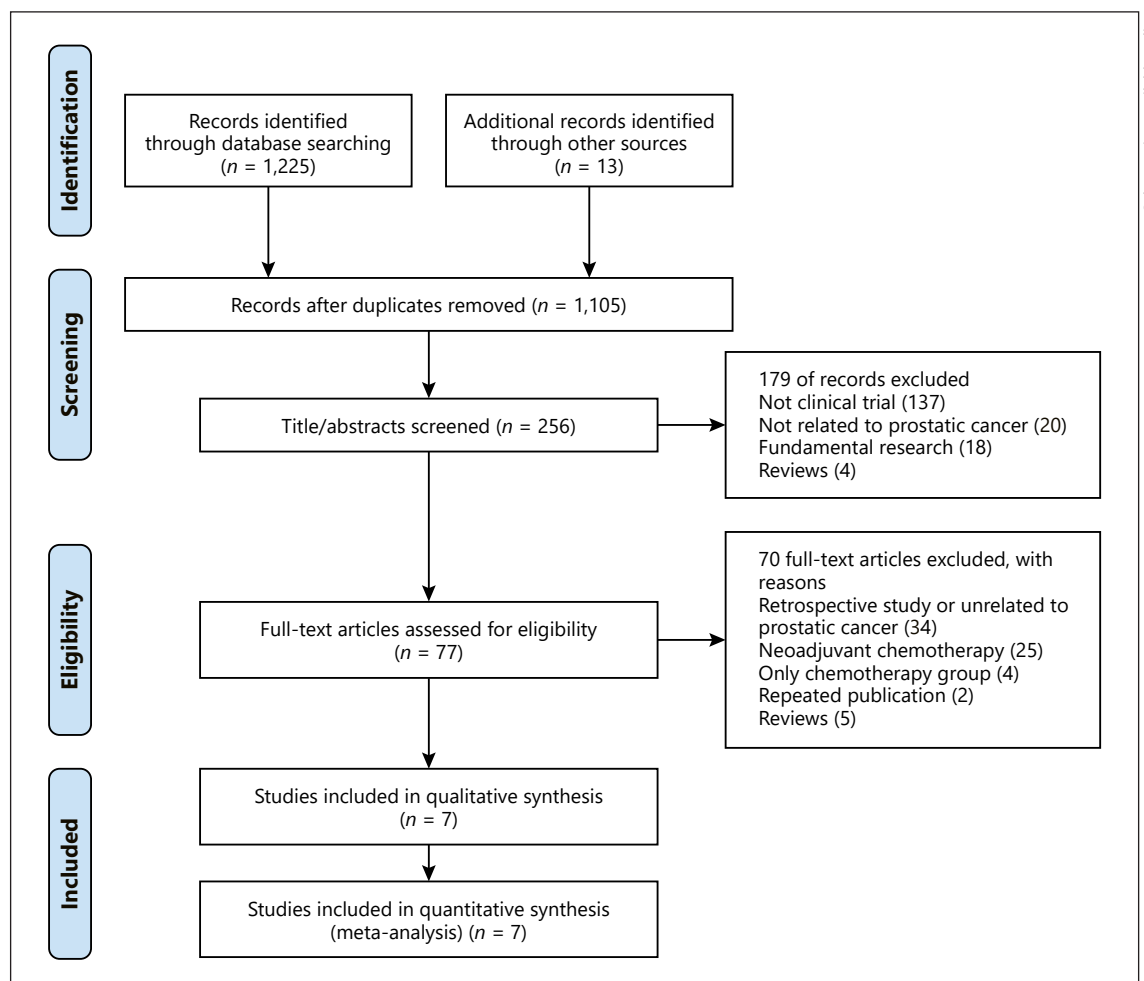 Identification
Records identified
through database searching
(n = 1,225)
Additional records identified
through other sources
(n = 13)
Screening
Records after duplicates removed (n = 1,105)
Title/abstracts screened (n = 256)
179 of records excluded
Not clinical trial (137)
Not related to prostatic cancer (20)
Fundamental research (18)
Reviews (4)
Eligibility
Full-text articles assessed for eligibility
(n = 77)
70 full-text articles excluded, with
reasons
Retrospective study or unrelated to
prostatic cancer (34)
Neoadjuvant chemotherapy (25)
Only chemotherapy group (4)
Repeated publication (2)
Reviews (5)
Included
Studies included in qualitative synthesis
(n = 7)
Studies included in quantitative synthesis
(meta-analysis) (n = 7)